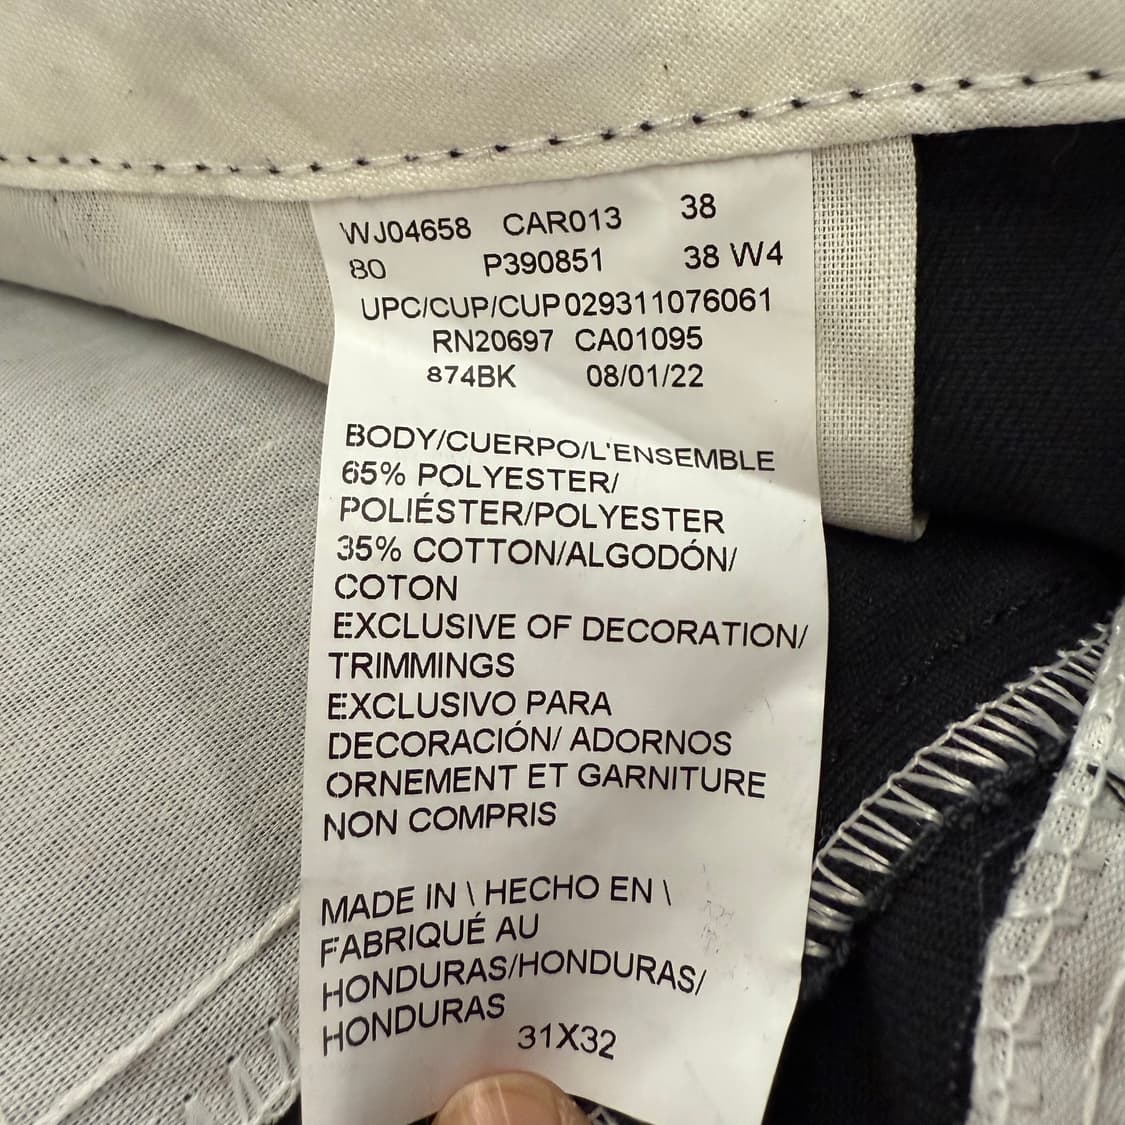 WJ04658 CAR013 38
80 P390851 38 W4
UPC/CUP/CUP029311076061
RN20697 CA01095
874BK 08/01/22
BODY/CUERPO/L'ENSEMBLE
65% POLYESTER/
POLIÉSTER/POLYESTER
35% COTTON/ALGODÓN/
COTON
EXCLUSIVE OF DECORATION/
TRIMMINGS
EXCLUSIVO PARA
DECORACIÓN/ ADORNOS
ORNEMENT ET GARNITURE
NON COMPRIS
MADE IN \ HECHO EN \
FABRIQUÉ AU
HONDURAS/HONDURAS/
HONDURAS
31X32